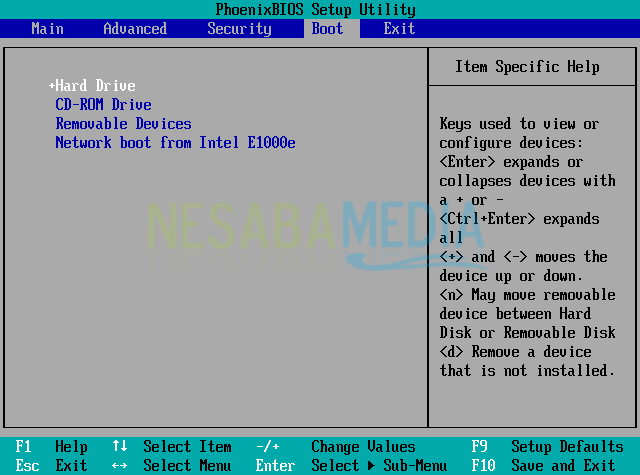 PhoenixBIOS Setup Utility
Main Advanced Security Boot Exit
+Hard Drive
CD-ROM Drive
Removable Devices
Network boot from Intel E1000e
NESABAMEDIA
Item Specific Help
Keys used to view or
configure devices:
<Enter> expands or
collapses devices with
a + or -
<Ctrl+Enter> expands
all
<+> and <-> moves the
device up or down.
<n> May move removable
device between Hard
Disk or Removable Disk
<d> Remove a device
that is not installed.
F1 Help ↑↓ Select Item -/+ Change Values F9 Setup Defaults
Esc Exit ↔ Select Menu Enter Select ▶ Sub-Menu F10 Save and Exit